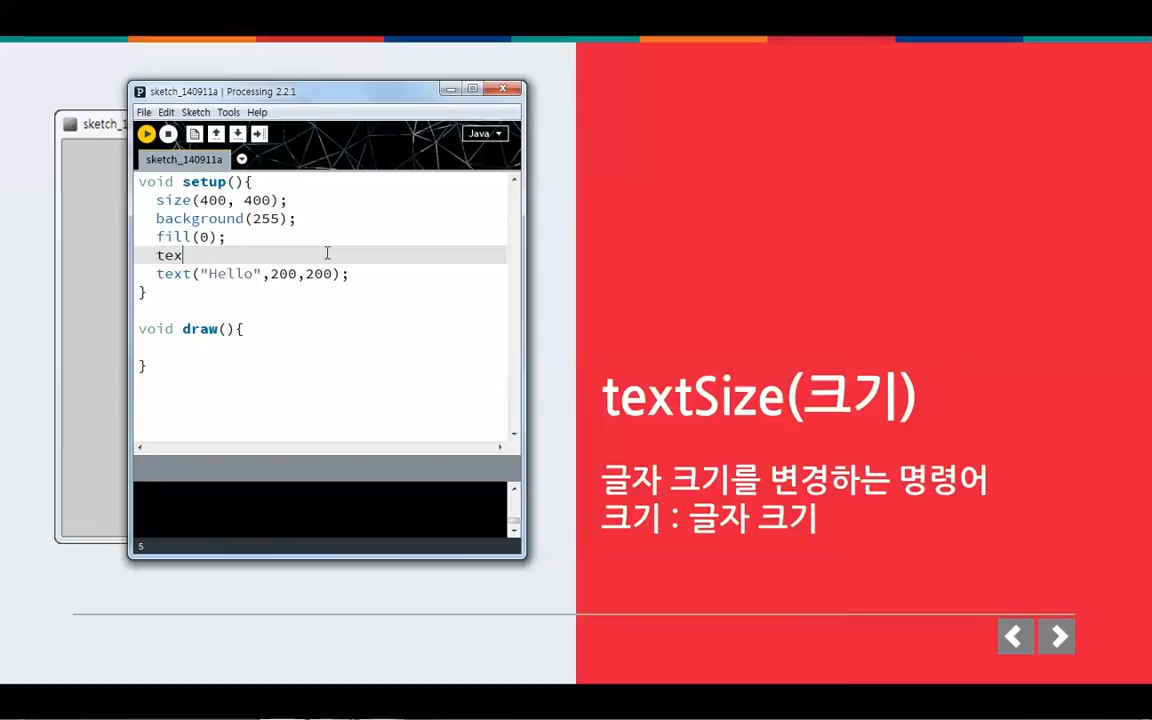 sketch_1
sketch_140911a | Processing 2.2.1
File Edit Sketch Tools Help
Java
sketch_140911a
void setup(){
size(400, 400);
background(255);
fill(0);
tex
text("Hello",200,200);
}
void draw(){
}
5
textSize(크기)
글자 크기를 변경하는 명령어
크기 : 글자 크기